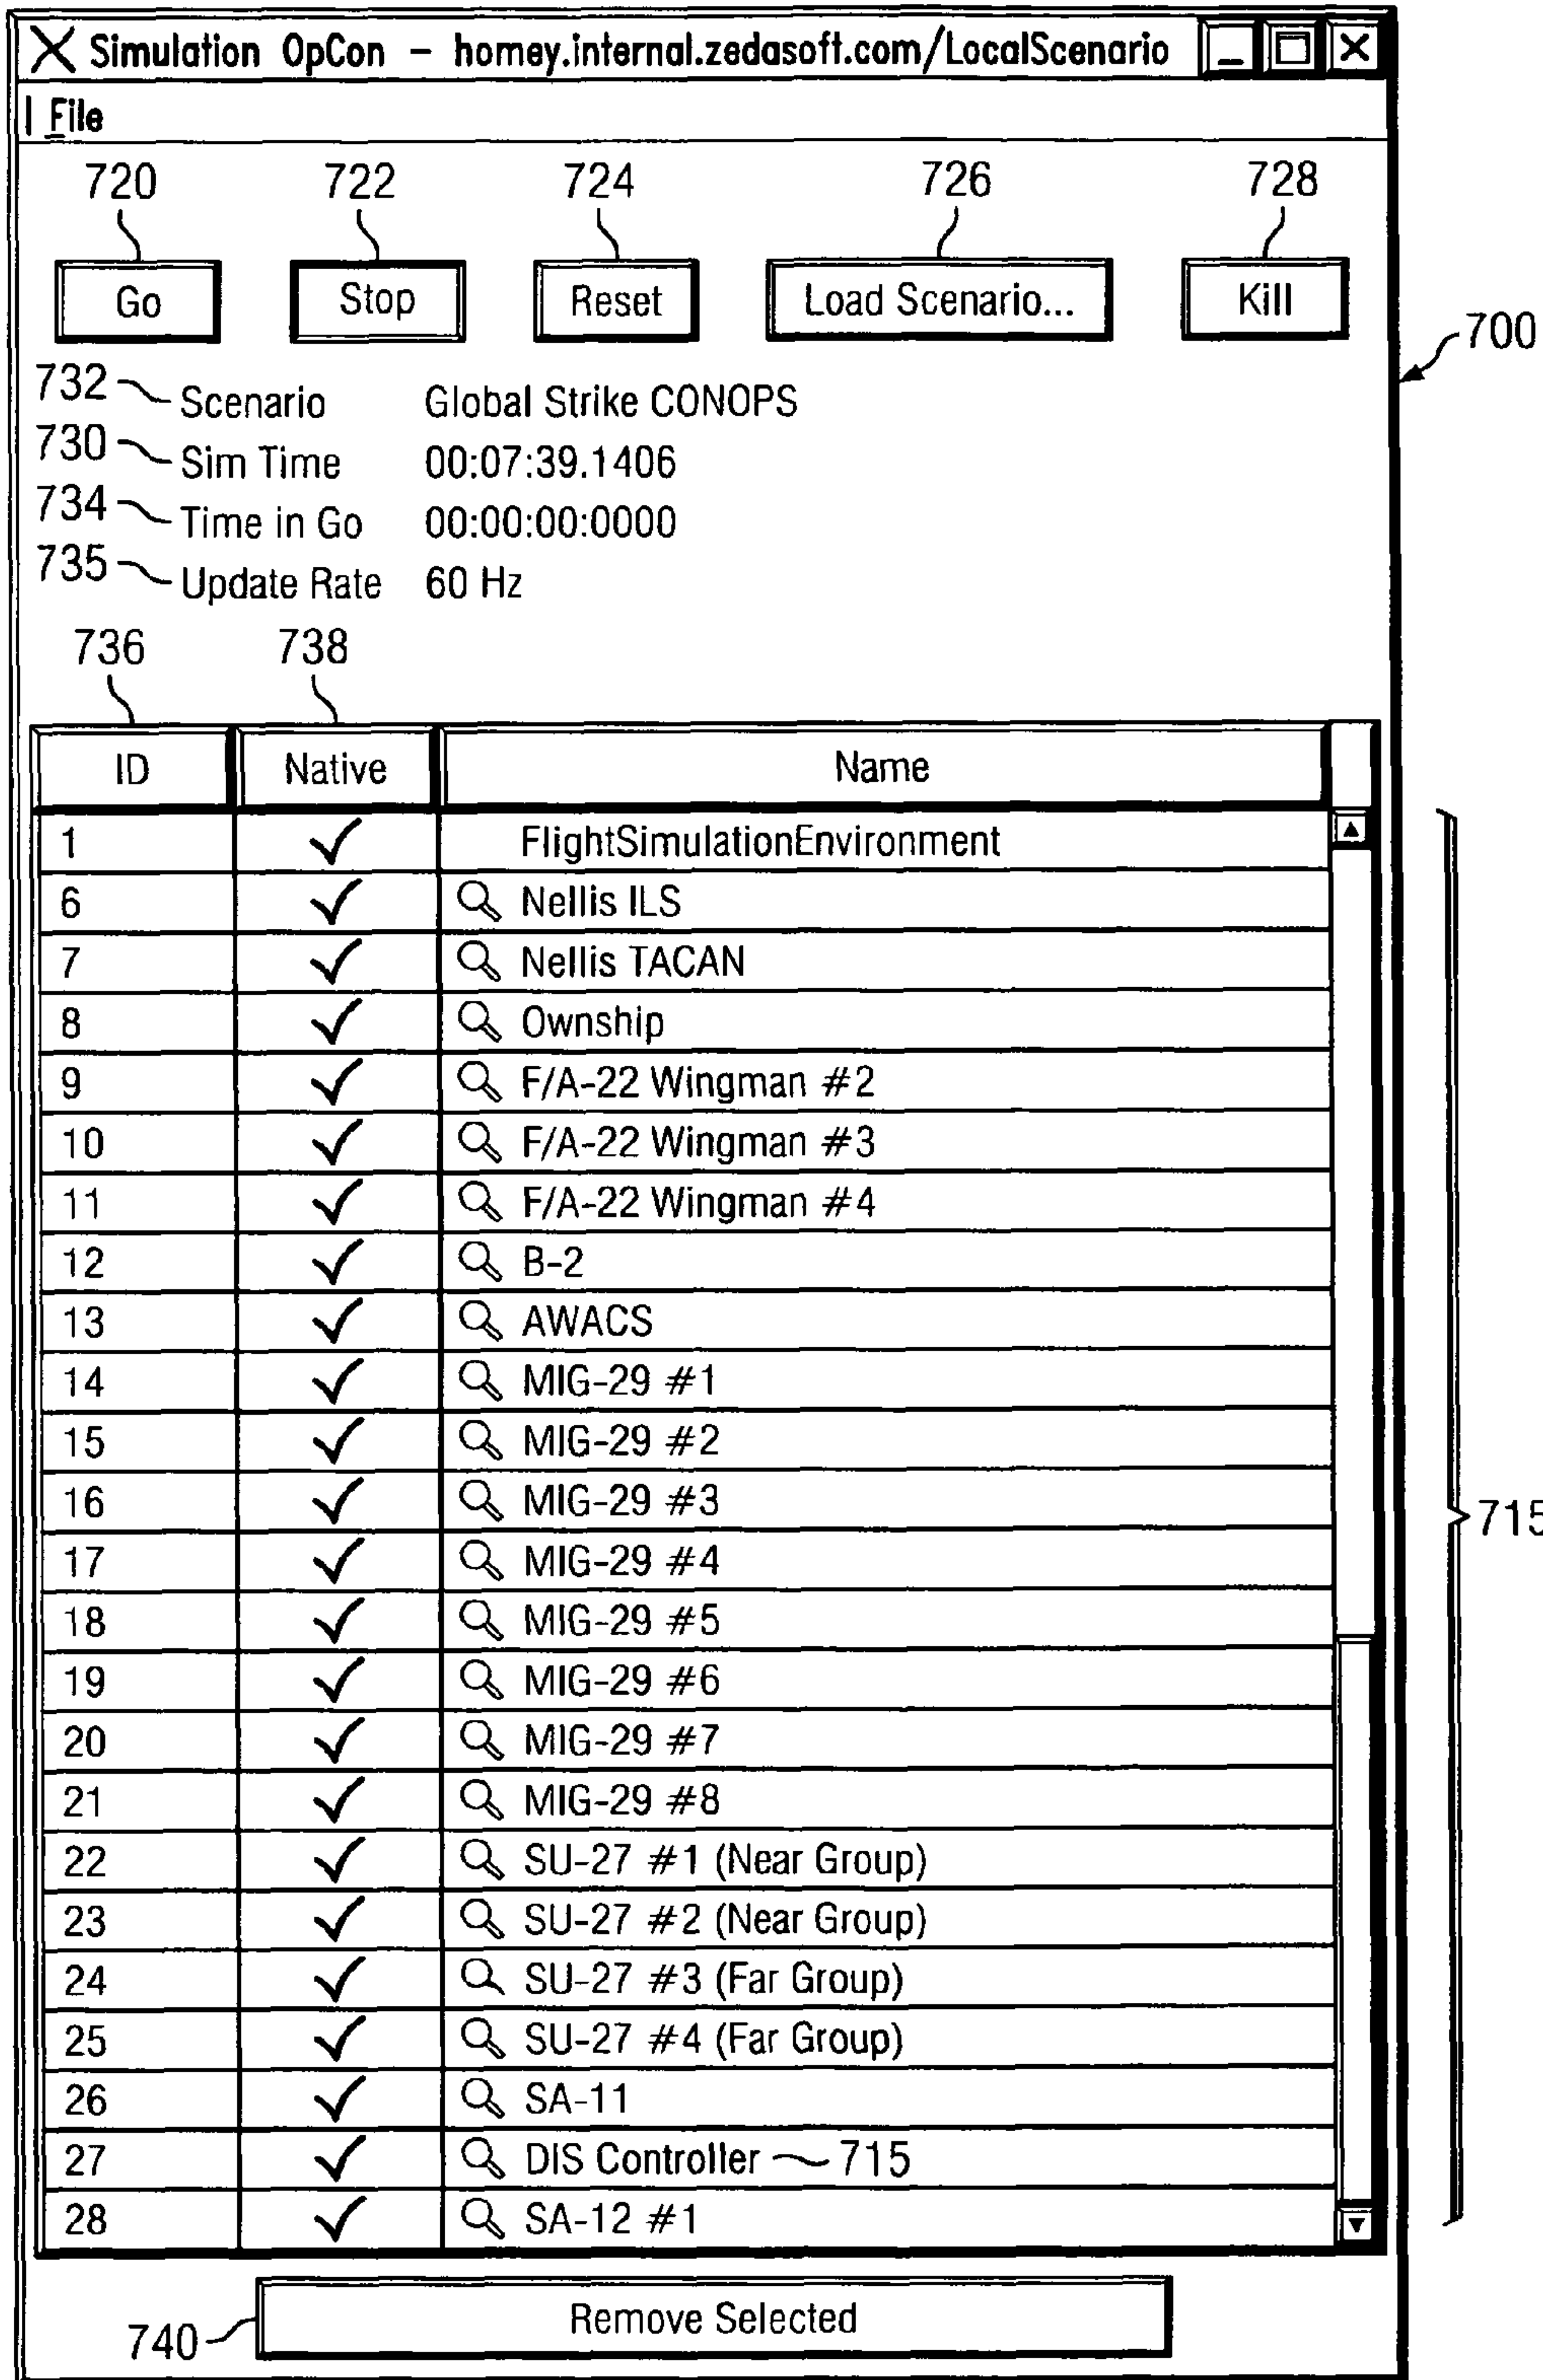 Simulation OpCon - homey.internal.zedasoft.com/LocalScenario
File
720 722 724 726 728
Go Stop Reset Load Scenario... Kill
700
732 Scenario Global Strike CONOPS
730 Sim Time 00:07:39.1406
734 Time in Go 00:00:00:0000
735 Update Rate 60 Hz
736 738
ID Native Name
1 ✓ FlightSimulationEnvironment
6 ✓ Nellis ILS
7 ✓ Nellis TACAN
8 ✓ Ownship
9 ✓ F/A-22 Wingman #2
10 ✓ F/A-22 Wingman #3
11 ✓ F/A-22 Wingman #4
12 ✓ B-2
13 ✓ AWACS
14 ✓ MIG-29 #1
15 ✓ MIG-29 #2
16 ✓ MIG-29 #3
715
17 ✓ MIG-29 #4
18 ✓ MIG-29 #5
19 ✓ MIG-29 #6
20 ✓ MIG-29 #7
21 ✓ MIG-29 #8
22 ✓ SU-27 #1 (Near Group)
23 ✓ SU-27 #2 (Near Group)
24 ✓ SU-27 #3 (Far Group)
25 ✓ SU-27 #4 (Far Group)
26 ✓ SA-11
27 ✓ DIS Controller 715
28 ✓ SA-12 #1
740 Remove Selected